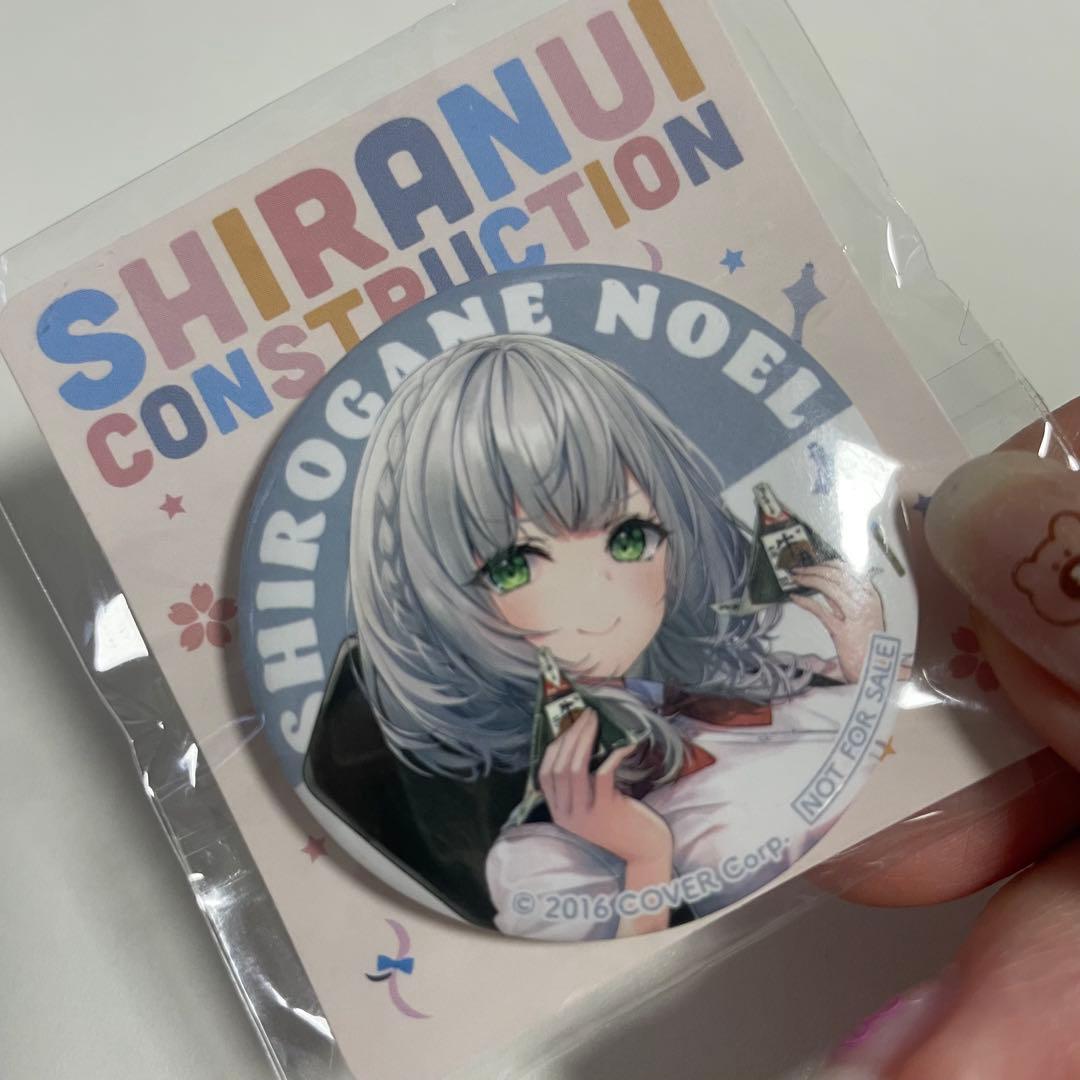 SHIRANUI
CONSTRUCTION
SHIROGANE NOEL
NOT FOR SALE
© 2016 COVER Corp.